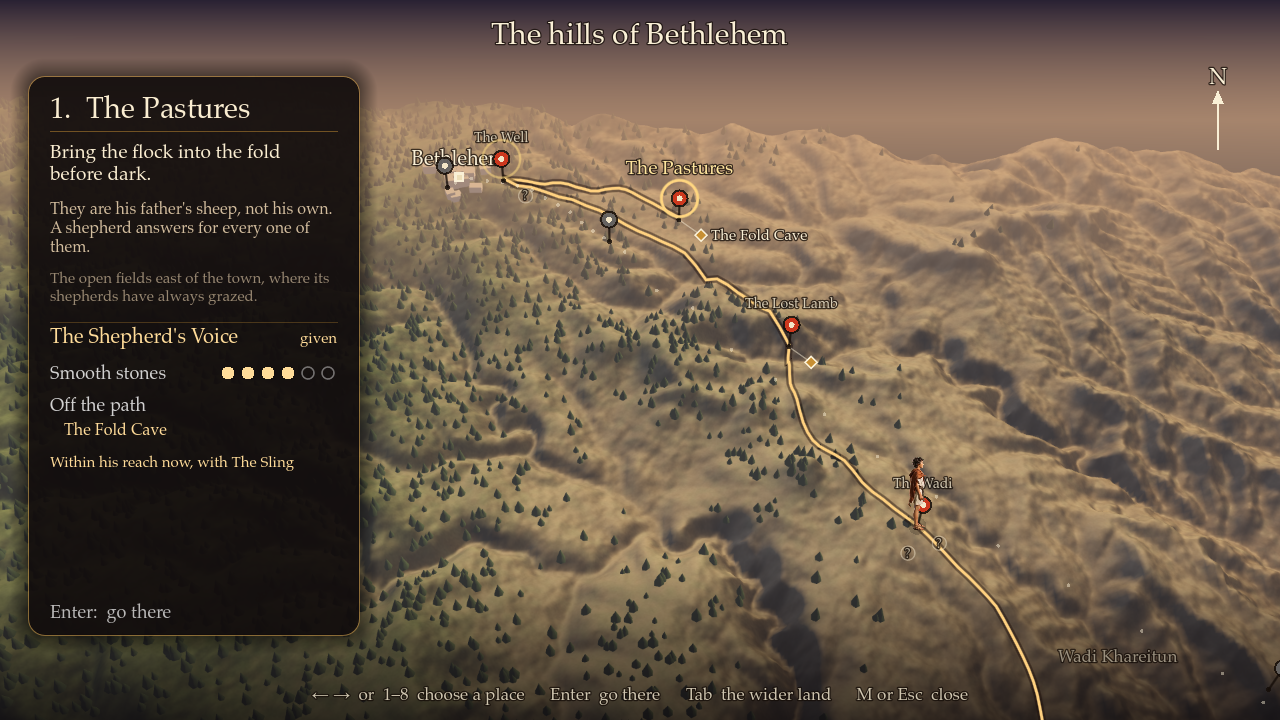 The hills of Bethlehem
N
1. The Pastures
Bring the flock into the fold
before dark.
They are his father's sheep, not his own.
A shepherd answers for every one of
them.
The open fields east of the town, where its
shepherds have always grazed.
The Shepherd's Voice given
Smooth stones
Off the path
The Fold Cave
Within his reach now, with The Sling
Enter: go there
The Well
The Pastures
?
The Fold Cave
The Lost Lamb
? ?
Wadi Khareitun
← → or 1–8 choose a place Enter go there Tab the wider land M or Esc close